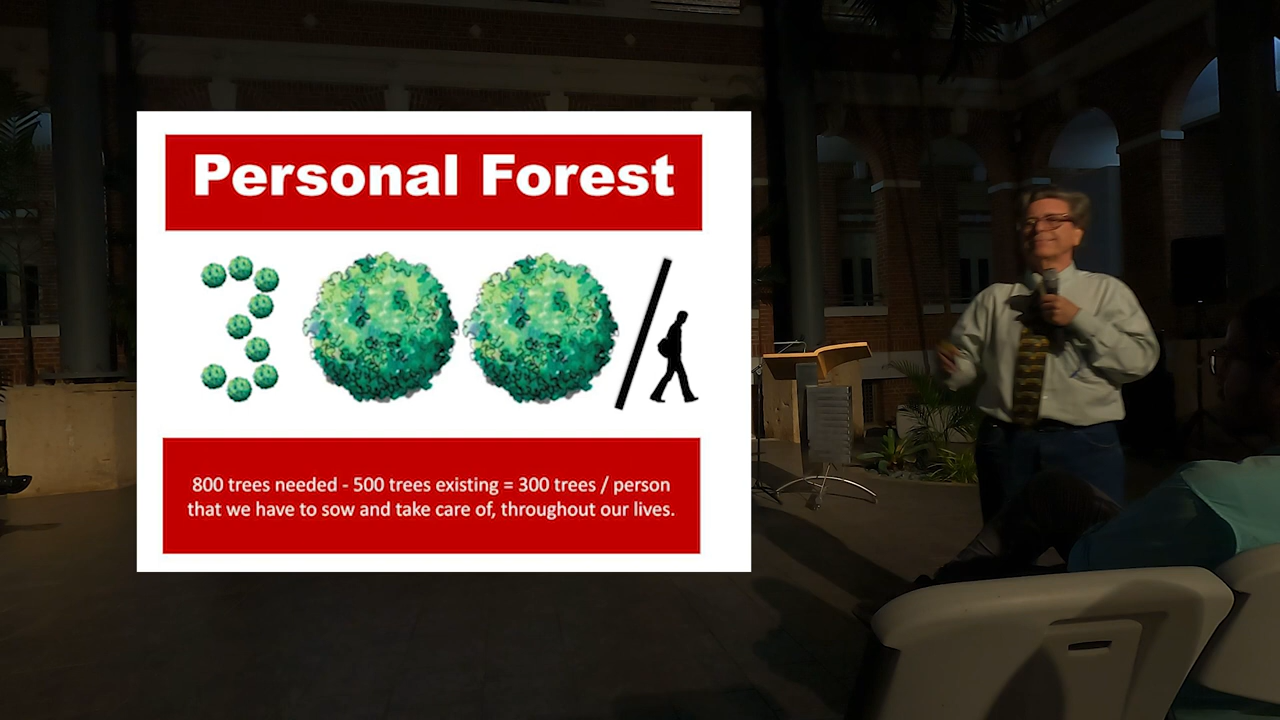 Personal Forest
300/
800 trees needed - 500 trees existing = 300 trees / person
that we have to sow and take care of, throughout our lives.